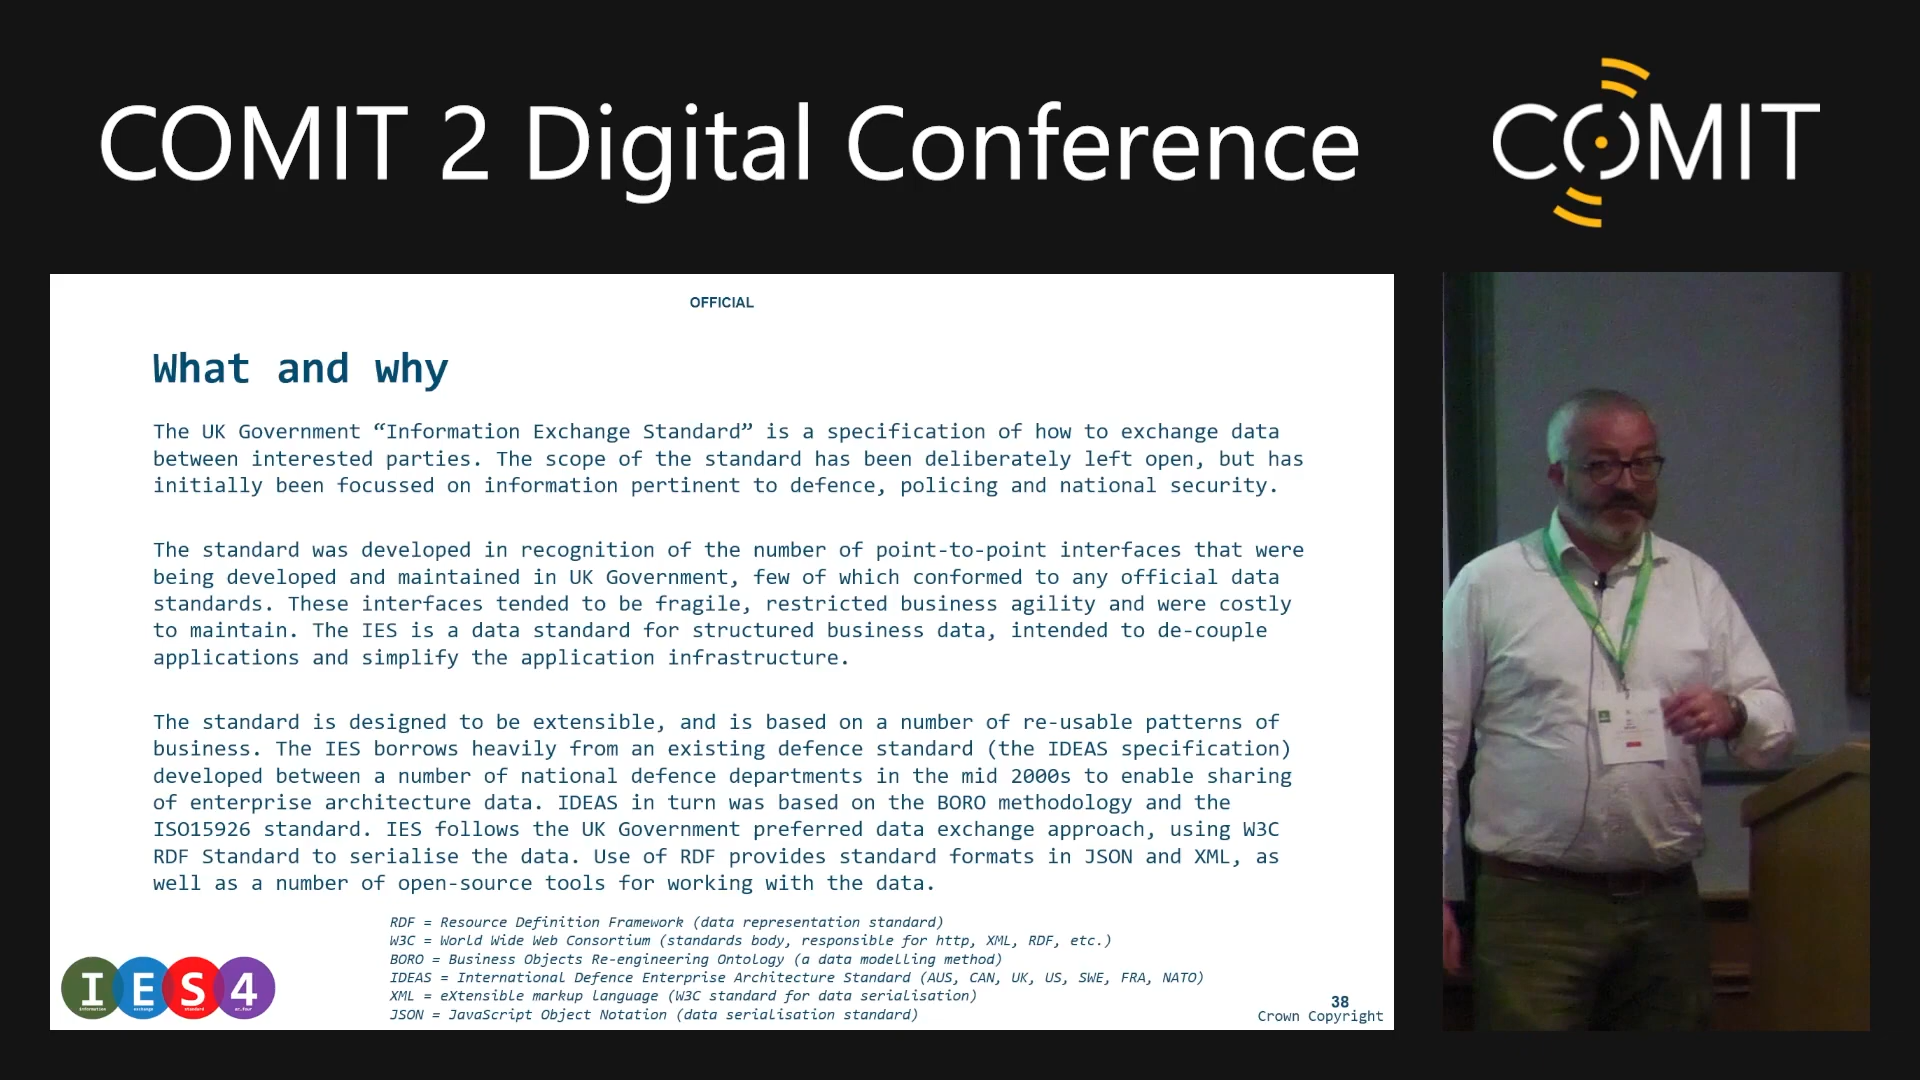 COMIT 2 Digital Conference
COMIT
OFFICIAL
What and why
The UK Government “Information Exchange Standard” is a specification of how to exchange data
between interested parties. The scope of the standard has been deliberately left open, but has
initially been focussed on information pertinent to defence, policing and national security.
The standard was developed in recognition of the number of point-to-point interfaces that were
being developed and maintained in UK Government, few of which conformed to any official data
standards. These interfaces tended to be fragile, restricted business agility and were costly
to maintain. The IES is a data standard for structured business data, intended to de-couple
applications and simplify the application infrastructure.
The standard is designed to be extensible, and is based on a number of re-usable patterns of
business. The IES borrows heavily from an existing defence standard (the IDEAS specification)
developed between a number of national defence departments in the mid 2000s to enable sharing
of enterprise architecture data. IDEAS in turn was based on the BORO methodology and the
ISO15926 standard. IES follows the UK Government preferred data exchange approach, using W3C
RDF Standard to serialise the data. Use of RDF provides standard formats in JSON and XML, as
well as a number of open-source tools for working with the data.
RDF = Resource Definition Framework (data representation standard)
W3C = World Wide Web Consortium (standards body, responsible for http, XML, RDF, etc.)
BORO = Business Objects Re-engineering Ontology (a data modelling method)
IDEAS = International Defence Enterprise Architecture Standard (AUS, CAN, UK, US, SWE, FRA, NATO)
XML = eXtensible markup language (W3C standard for data serialisation)
JSON = JavaScript Object Notation (data serialisation standard)
IES4
38
Crown Copyright